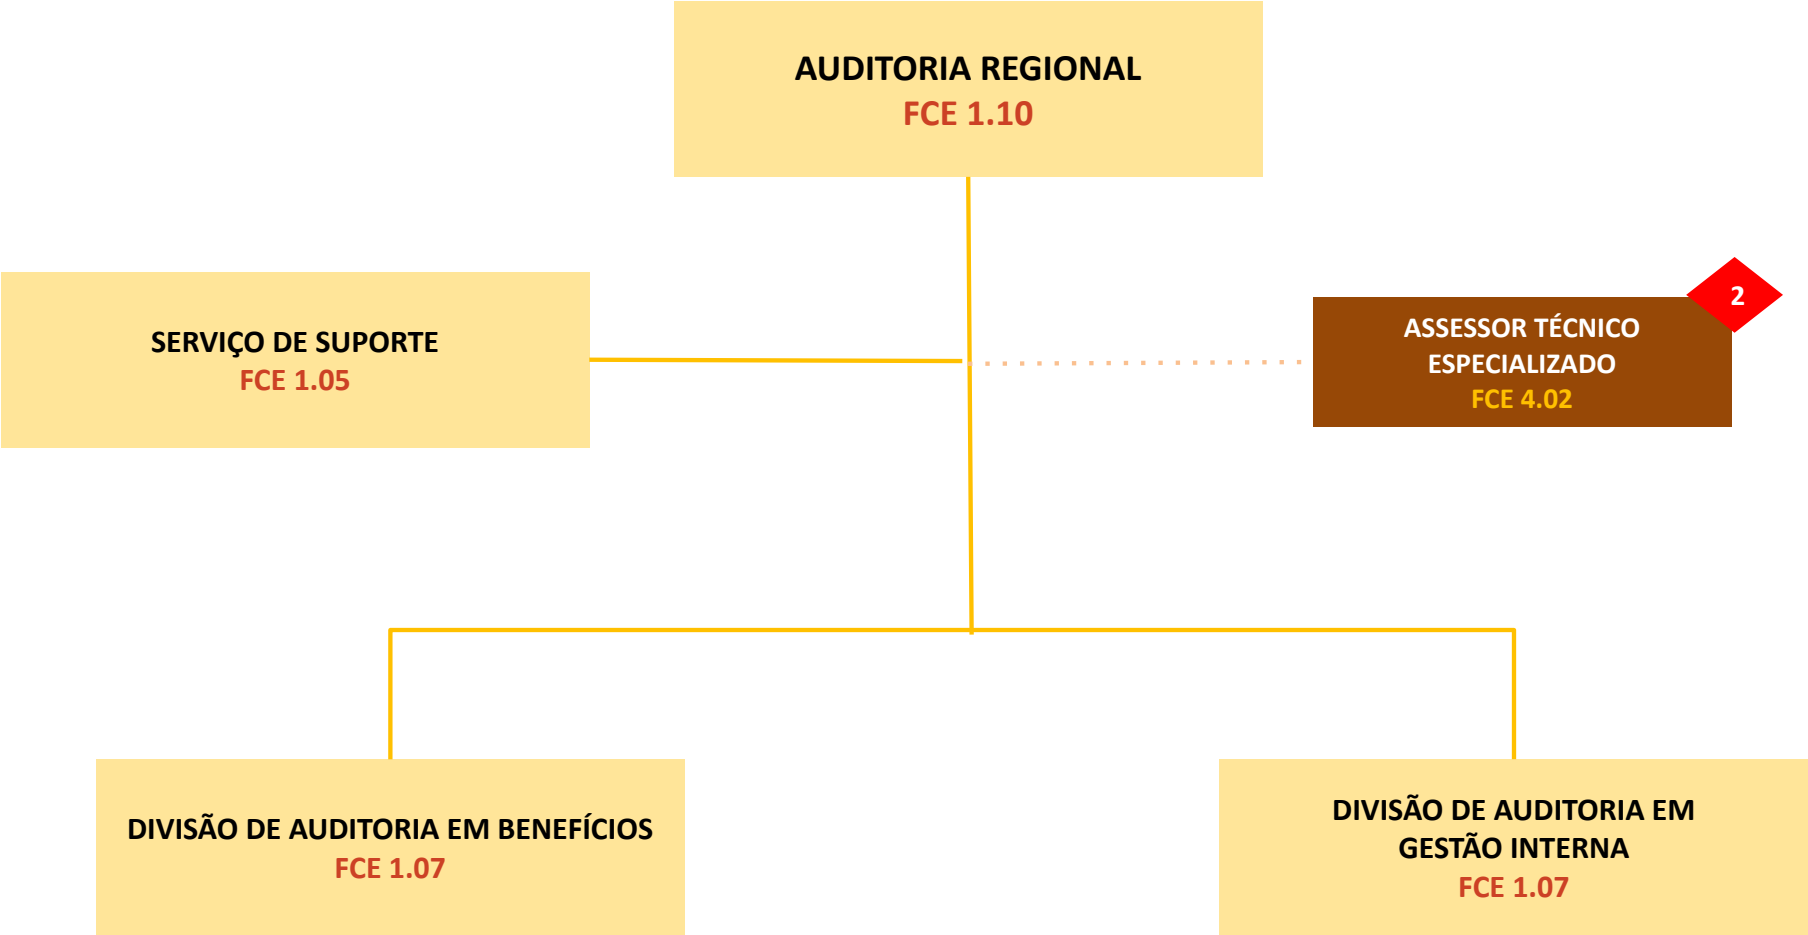 AUDITORIA REGIONAL
FCE 1.10
SERVIÇO DE SUPORTE
FCE 1.05
2
ASSESSOR TÉCNICO
ESPECIALIZADO
FCE 4.02
DIVISÃO DE AUDITORIA EM BENEFÍCIOS
FCE 1.07
DIVISÃO DE AUDITORIA EM
GESTÃO INTERNA
FCE 1.07